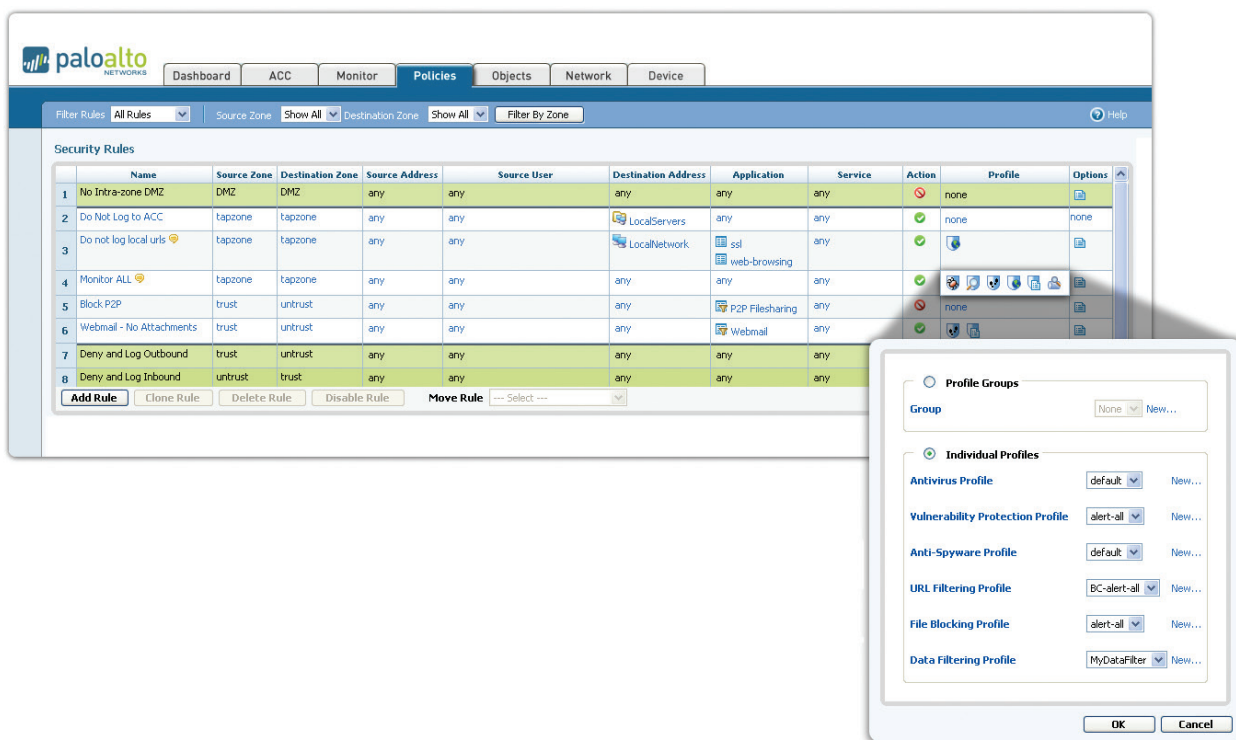 paloalto
NETWORKS
Dashboard ACC Monitor Policies Objects Network Device
Filter Rules All Rules Source Zone Show All Destination Zone Show All Filter By Zone Help
Security Rules
Name Source Zone Destination Zone Source Address Source User Destination Address Application Service Action Profile Options
1 No Intra-zone DMZ DMZ DMZ any any any any any none
2 Do Not Log to ACC tapzone tapzone any any LocalServers any any none none
3 Do not log local urls tapzone tapzone any any LocalNetwork ssl any
web-browsing
4 Monitor ALL tapzone tapzone any any any any any
5 Block P2P trust untrust any any any P2P Filesharing any none
6 Webmail - No Attachments trust untrust any any any Webmail any
7 Deny and Log Outbound trust untrust any any any any any
8 Deny and Log Inbound untrust trust any any any any any
Add Rule Clone Rule Delete Rule Disable Rule Move Rule --- Select ---
Profile Groups
Group None New...
Individual Profiles
Antivirus Profile default New...
Vulnerability Protection Profile alert-all New...
Anti-Spyware Profile default New...
URL Filtering Profile BC-alert-all New...
File Blocking Profile alert-all New...
Data Filtering Profile MyDataFilter New...
OK Cancel